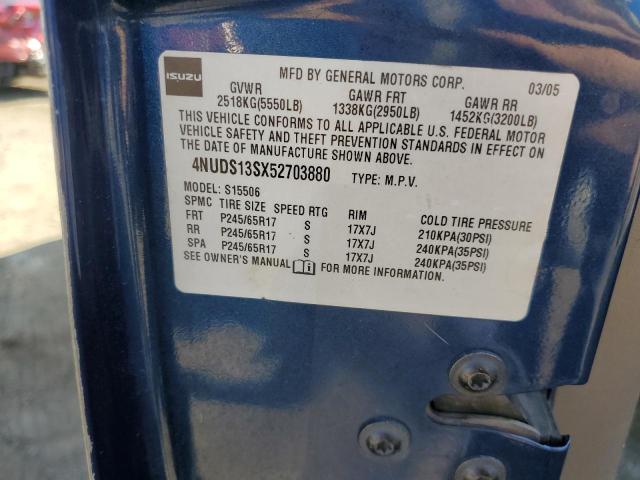 ISUZU
MFD BY GENERAL MOTORS CORP. 03/05
GVWR GAWR FRT GAWR RR
2518KG(5550LB) 1338KG(2950LB) 1452KG(3200LB)
THIS VEHICLE CONFORMS TO ALL APPLICABLE U.S. FEDERAL MOTOR
VEHICLE SAFETY AND THEFT PREVENTION STANDARDS IN EFFECT ON
THE DATE OF MANUFACTURE SHOWN ABOVE.
4NUDS13SX52703880 TYPE: M.P.V.
MODEL: S15506
SPMC TIRE SIZE SPEED RTG RIM COLD TIRE PRESSURE
FRT P245/65R17 S 17X7J 210KPA(30PSI)
RR P245/65R17 S 17X7J 240KPA(35PSI)
SPA P245/65R17 S 17X7J 240KPA(35PSI)
SEE OWNER'S MANUAL FOR MORE INFORMATION.